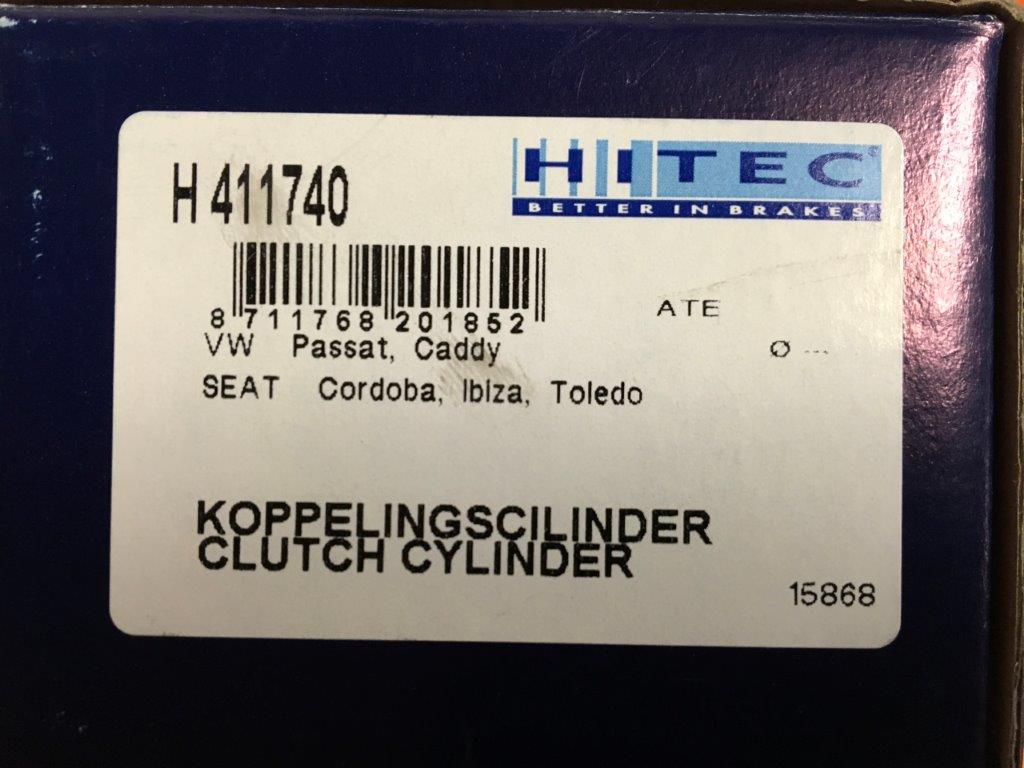 H 411740
HITEC
BETTER IN BRAKES
8 711768 201852
ATE
VW Passat, Caddy
Ø ---
SEAT Cordoba, Ibiza, Toledo
KOPPELINGSCILINDER
CLUTCH CYLINDER
15868